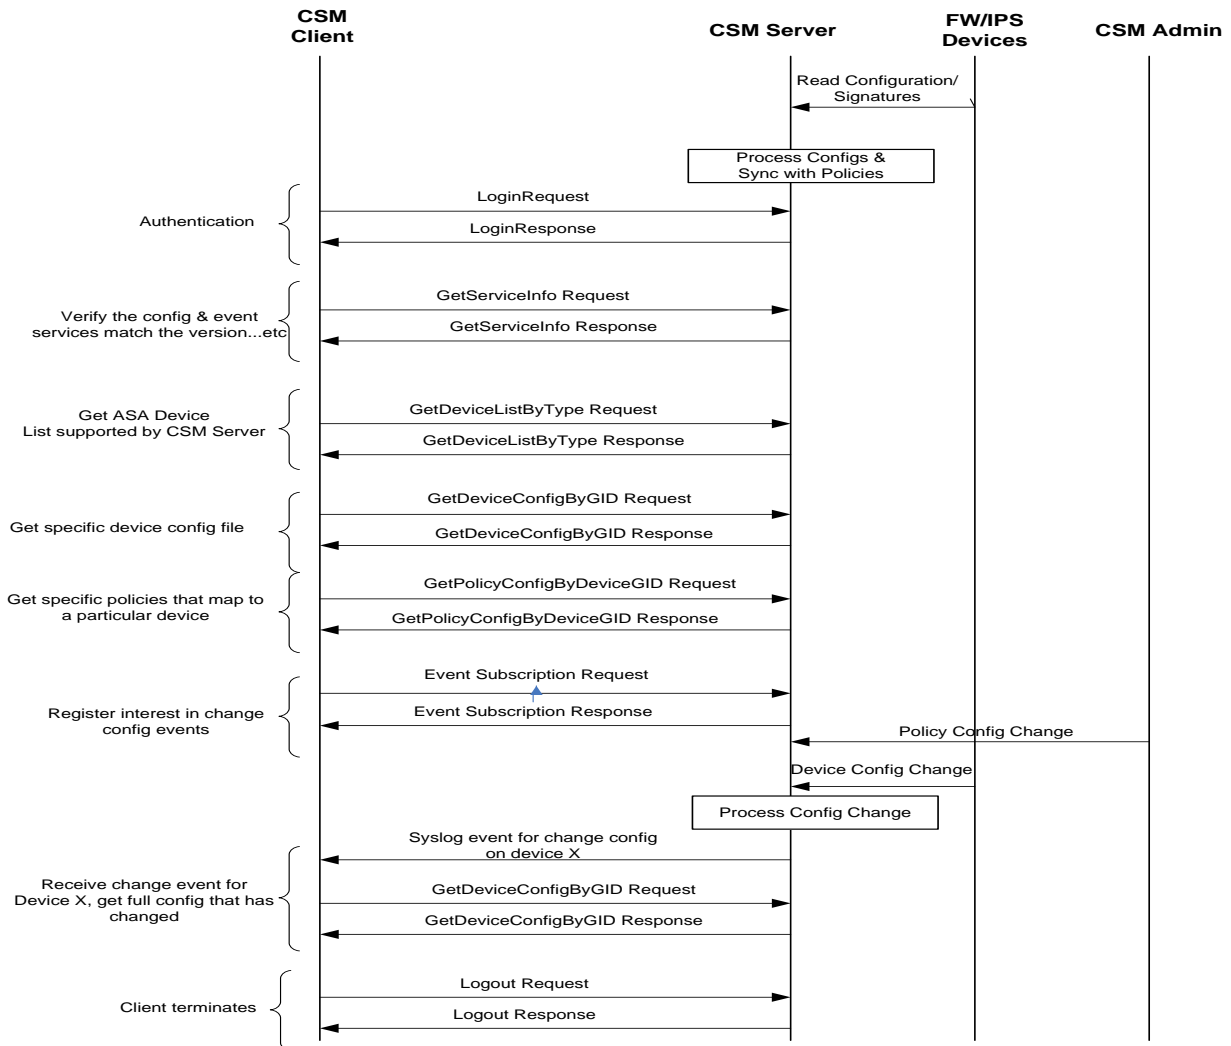 CSM
Client
CSM Server
FW/IPS
Devices
CSM Admin
Read Configuration/
Signatures
Process Configs &
Sync with Policies
Authentication
LoginRequest
LoginResponse
Verify the config & event
services match the version...etc
GetServiceInfo Request
GetServiceInfo Response
Get ASA Device
List supported by CSM Server
GetDeviceListByType Request
GetDeviceListByType Response
Get specific device config file
GetDeviceConfigByGID Request
GetDeviceConfigByGID Response
Get specific policies that map to
a particular device
GetPolicyConfigByDeviceGID Request
GetPolicyConfigByDeviceGID Response
Register interest in change
config events
Event Subscription Request
Event Subscription Response
Policy Config Change
Device Config Change
Process Config Change
Syslog event for change config
on device X
Receive change event for
Device X, get full config that has
changed
GetDeviceConfigByGID Request
GetDeviceConfigByGID Response
Client terminates
Logout Request
Logout Response